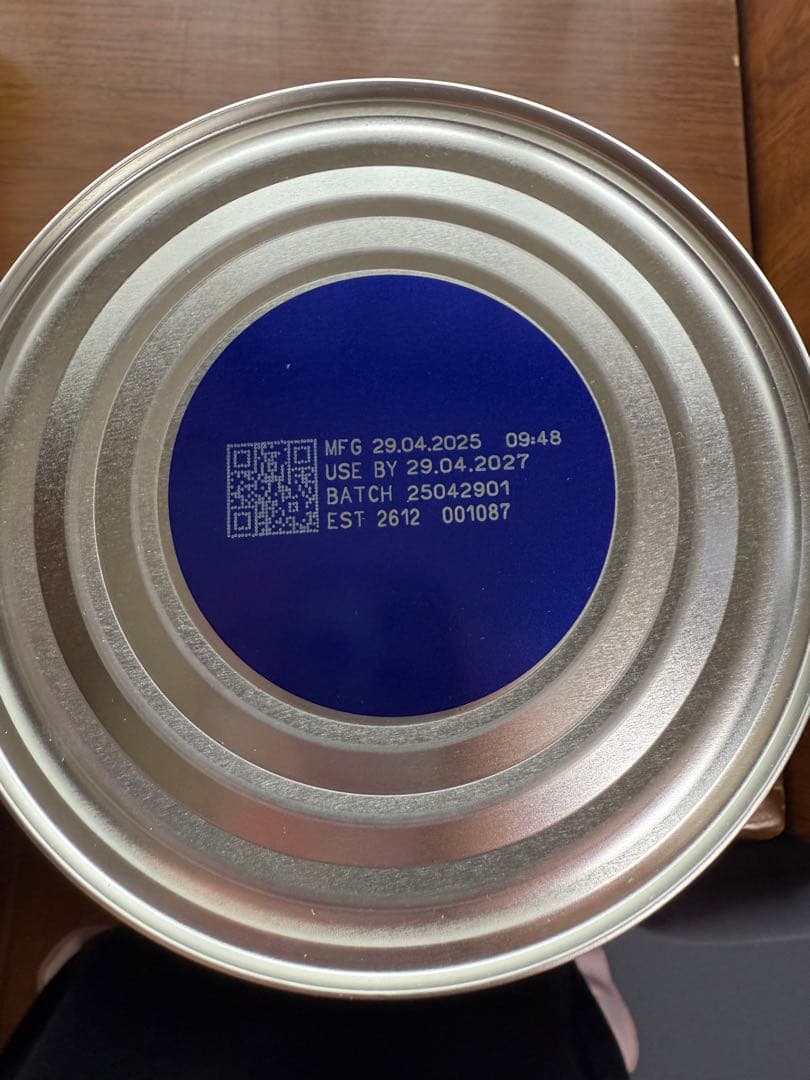 MFG 29.04.2025 09:48
USE BY 29.04.2027
BATCH 25042901
EST 2612 001087